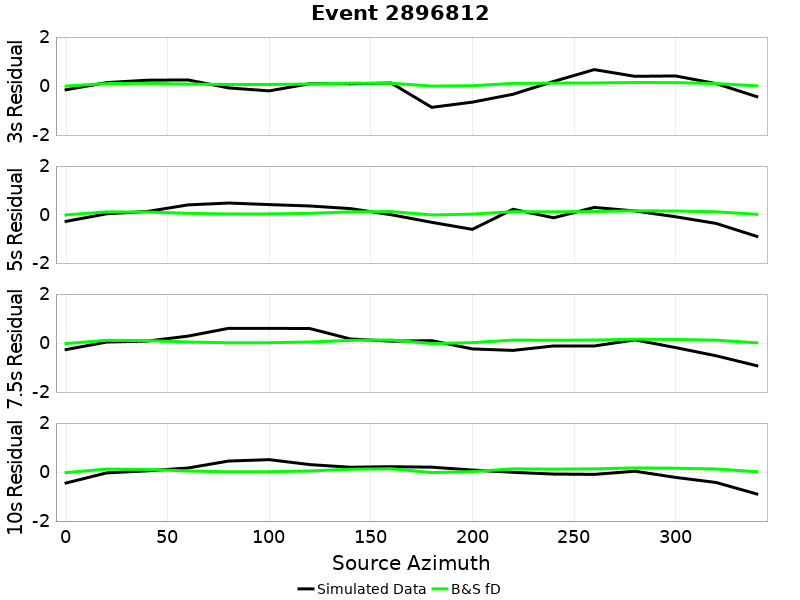 Event 2896812
3s Residual
2
0
-2
5s Residual
2
0
-2
7.5s Residual
2
0
-2
10s Residual
2
0
-2
0 50 100 150 200 250 300
Source Azimuth
Simulated Data B&S fD